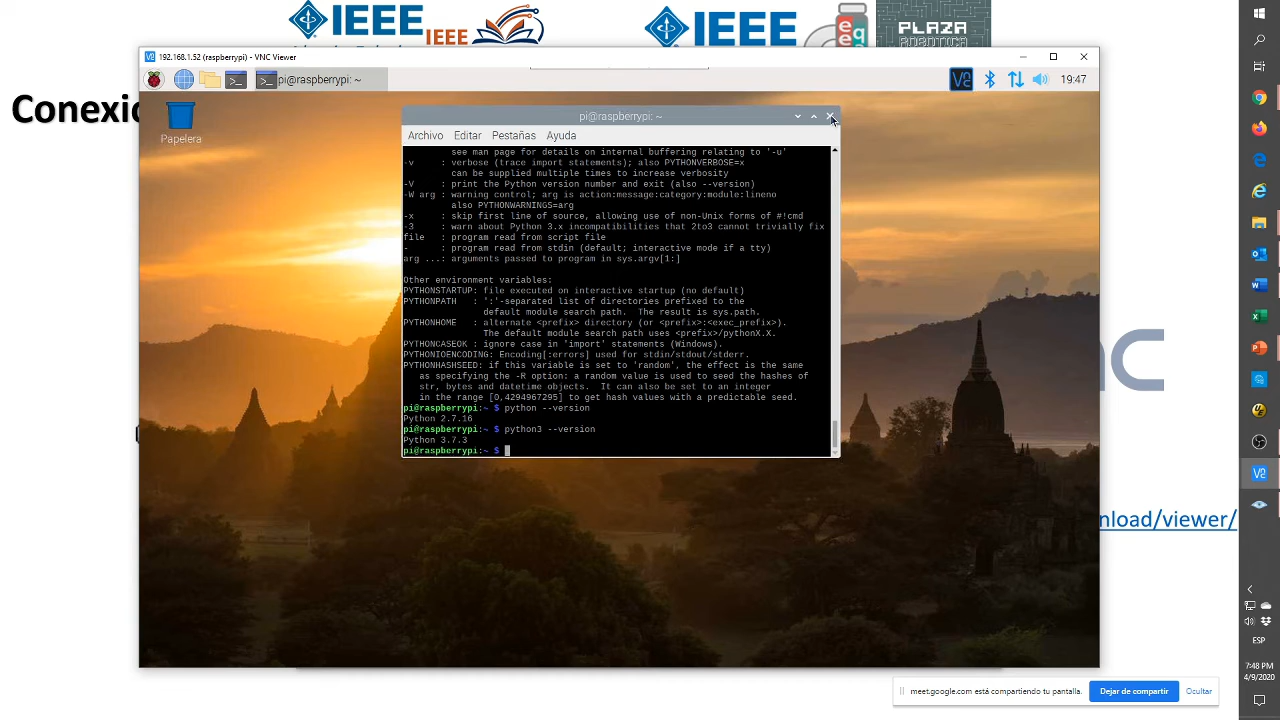 IEEE
IEEE
IEEE
PLAZA
ROBOTICA
Conexi
192.168.1.52 (raspberrypi) - VNC Viewer
pi@raspberrypi: ~
19:47
Papelera
pi@raspberrypi: ~
Archivo Editar Pestañas Ayuda
see man page for details on internal buffering relating to '-u'
-v : verbose (trace import statements); also PYTHONVERBOSE=x
can be supplied multiple times to increase verbosity
-V : print the Python version number and exit (also --version)
-W arg : warning control; arg is action:message:category:module:lineno
also PYTHONWARNINGS=arg
-x : skip first line of source, allowing use of non-Unix forms of #!cmd
-3 : warn about Python 3.x incompatibilities that 2to3 cannot trivially fix
file : program read from script file
- : program read from stdin (default; interactive mode if a tty)
arg ...: arguments passed to program in sys.argv[1:]
Other environment variables:
PYTHONSTARTUP: file executed on interactive startup (no default)
PYTHONPATH : ':'-separated list of directories prefixed to the
default module search path. The result is sys.path.
PYTHONHOME : alternate <prefix> directory (or <prefix>:<exec_prefix>).
The default module search path uses <prefix>/pythonX.X.
PYTHONCASEOK : ignore case in 'import' statements (Windows).
PYTHONIOENCODING: Encoding[:errors] used for stdin/stdout/stderr.
PYTHONHASHSEED: if this variable is set to 'random', the effect is the same
as specifying the -R option: a random value is used to seed the hashes of
str, bytes and datetime objects. It can also be set to an integer
in the range [0,4294967295] to get hash values with a predictable seed.
pi@raspberrypi:~ $ python --version
Python 2.7.16
pi@raspberrypi:~ $ python3 --version
Python 3.7.3
pi@raspberrypi:~ $
nc
nload/viewer/
ESP
7:48 PM
4/9/2020
meet.google.com está compartiendo tu pantalla.
Dejar de compartir
Ocultar